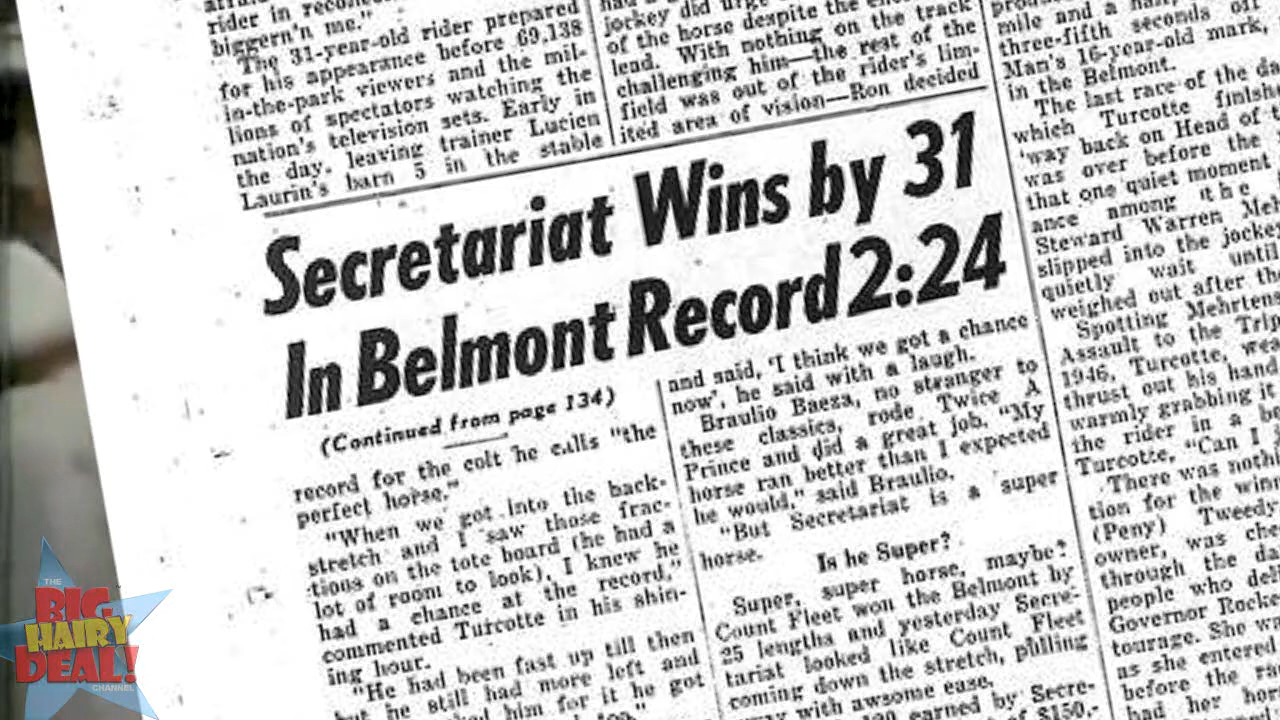 rider in
biggern'n me."
The 31-year-old rider prepared
for his appearance before 69,138
in-the-park viewers and the mil-
lions of spectators watching the
nation's television sets. Early in
the day, leaving trainer Lucien
Laurin's barn 5 in the stable
jockey did urge
of the horse despite the
lead. With nothing on the track
challenging him—the rest of the
field was out of the rider's lim-
ited area of vision—Ron decided
Secretariat Wins by 31
In Belmont Record 2:24
(Continued from page 134)
record for the colt he calls "the
perfect horse."
"When we got into the back-
stretch and I saw those frac-
tions on the tote board (he had a
lot of room to look), I knew he
had a chance at the record,"
commented Turcotte in his shin-
ing hour.
"He had been fast up till then
but he still had more left and
him for it he got
and said, 'I think we got a chance
now', he said with a laugh.
Braulio Baeza, no stranger to
these classics, rode Twice A
Prince and did a great job. "My
horse ran better than I expected
he would," said Braulio.
"But Secretariat is a super
horse.
Is he Super?
Super, super horse, maybe?
Count Fleet won the Belmont by
25 lengths and yesterday Secre-
tariat looked like Count Fleet
coming down the stretch, pulling
away with awsome ease.
earned by Secre-
of $150,-
mile and a
three-fifth seconds off
Man's 16-year-old mark,
in the Belmont.
The last race of the
which Turcotte
'way back on Head of
was over before the
that one quiet moment
ance among the
Steward Warren
slipped into the
quietly wait until
weighed out after the
Spotting
Assault to the
1946, Turcotte,
thrust out his hand
warmly grabbing it
the rider in a
Turcotte, "Can I
There was
tion for the
(Peny) Tweedy
owner, was
through the
people who
Governor
tourage. She
as she entered
before the
had her
THE
BIG
HAIRY
DEAL!
CHANNEL